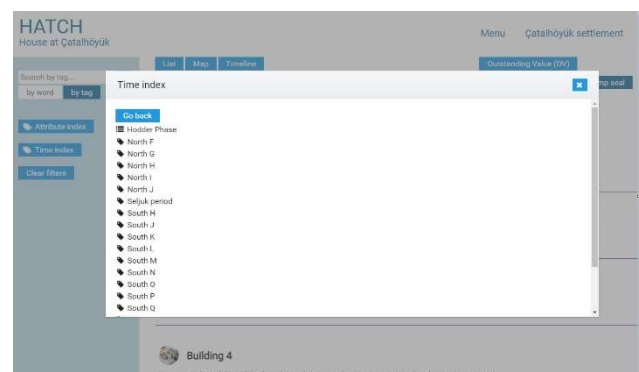 HATCH
House at Çatalhöyük
Menu Çatalhöyük settlement
List Map Timeline
Outstanding Value (OV)
Search by tag...
by word by tag
mp seal
Attribute index
Time index
Clear filters
Time index
Go back
Hodder Phase
North F
North G
North H
North I
North J
Seljuk period
South H
South J
South K
South L
South M
South N
South O
South P
South Q
Building 4